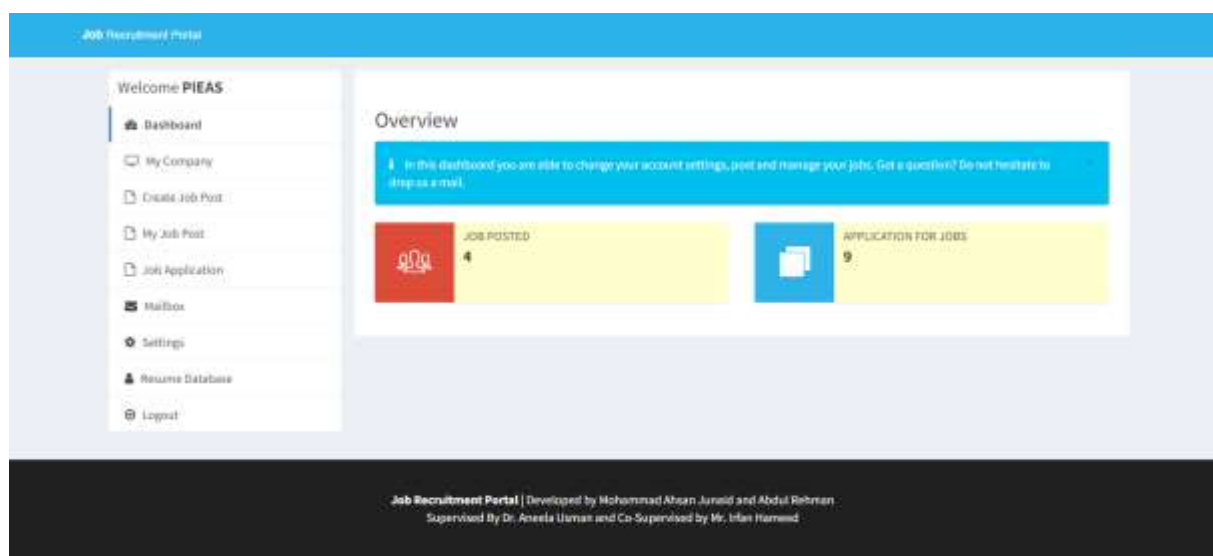 Job Recruitment Portal
Welcome PIEAS
Dashboard
My Company
Create Job Post
My Job Post
Job Application
Mailbox
Settings
Resume Database
Logout
Overview
In this dashboard you are able to change your account settings, post and manage your jobs. Got a question? Do not hesitate to
drop us a mail.
JOB POSTED
4
APPLICATION FOR JOBS
9
Job Recruitment Portal | Developed by Mohammad Ahsan Junaid and Abdul Rehman
Supervised By Dr. Aneela Usman and Co-Supervised by Mr. Irfan Hameed